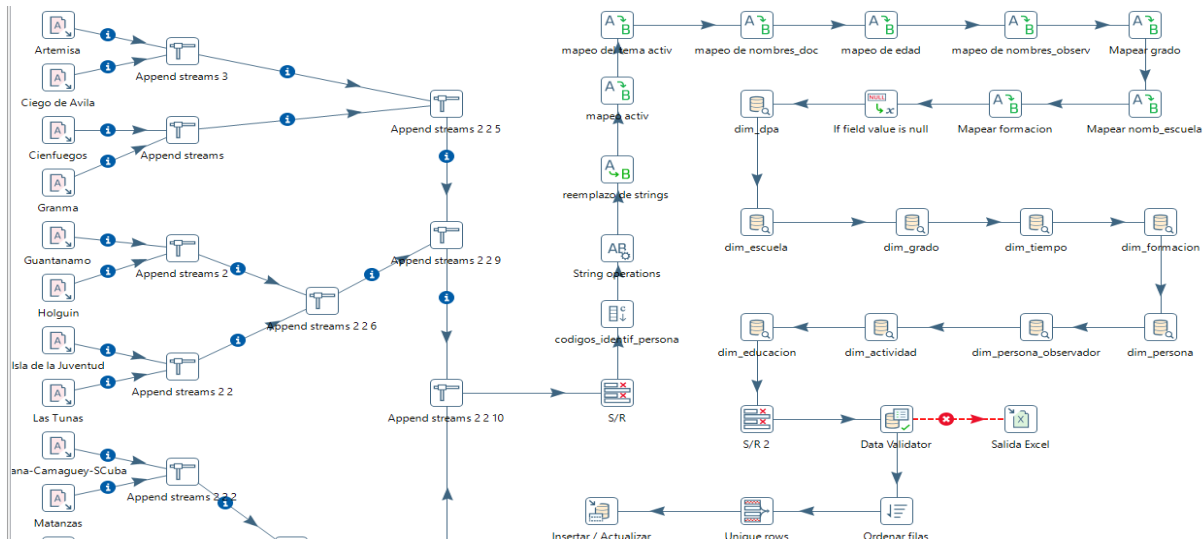 Artemisa
Ciego de Avila
Cienfuegos
Granma
Guantanamo
Holguin
Isla de la Juventud
Las Tunas
ana-Camaguey-SCuba
Matanzas
Append streams 3
Append streams
Append streams 2
Append streams 2 2 6
Append streams 2 2
Append streams 2 2 2
Append streams 2 2 5
Append streams 2 2 9
Append streams 2 2 10
mapeo del tema activ
mapeo de nombres_doc
mapeo de edad
mapeo de nombres_observ
Mapear grado
mapeo activ
dim_dpa
If field value is null
Mapear formacion
Mapear nomb_escuela
reemplazo de strings
dim_escuela
dim_grado
dim_tiempo
dim_formacion
String operations
codigos_identif_persona
dim_educacion
dim_actividad
dim_persona_observador
dim_persona
S/R
S/R 2
Data Validator
Salida Excel
Insertar / Actualizar
Unique rows
Ordenar filas